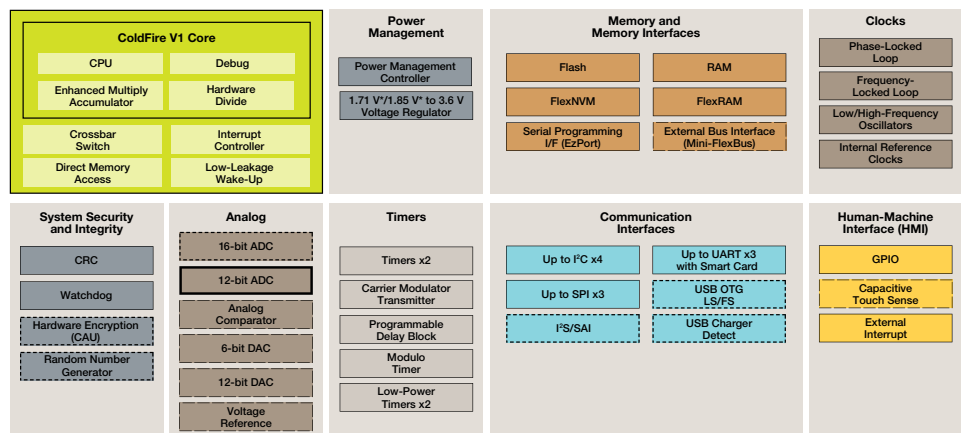 ColdFire V1 Core
CPU
Debug
Enhanced Multiply
Accumulator
Hardware
Divide
Crossbar
Switch
Interrupt
Controller
Direct Memory
Access
Low-Leakage
Wake-Up
Power
Management
Power Management
Controller
1.71 V*/1.85 V* to 3.6 V
Voltage Regulator
Memory and
Memory Interfaces
Flash
RAM
FlexNVM
FlexRAM
Serial Programming
I/F (EzPort)
External Bus Interface
(Mini-FlexBus)
Clocks
Phase-Locked
Loop
Frequency-
Locked Loop
Low/High-Frequency
Oscillators
Internal Reference
Clocks
System Security
and Integrity
CRC
Watchdog
Hardware Encryption
(CAU)
Random Number
Generator
Analog
16-bit ADC
12-bit ADC
Analog
Comparator
6-bit DAC
12-bit DAC
Voltage
Reference
Timers
Timers x2
Carrier Modulator
Transmitter
Programmable
Delay Block
Modulo
Timer
Low-Power
Timers x2
Communication
Interfaces
Up to I²C x4
Up to UART x3
with Smart Card
Up to SPI x3
USB OTG
LS/FS
I²S/SAI
USB Charger
Detect
Human-Machine
Interface (HMI)
GPIO
Capacitive
Touch Sense
External
Interrupt